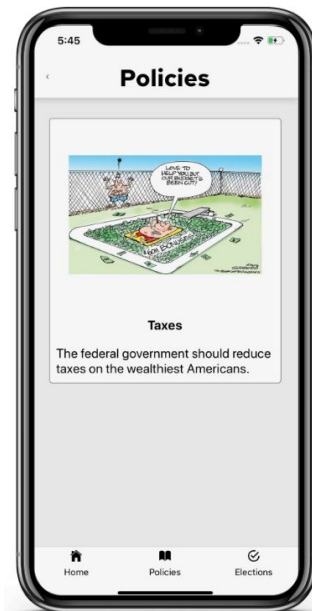 5:45
Policies
LOVE TO
HELP YOU BUT
OUR BUDGET'S
BEEN CUT!
BONUSES
Taxes
The federal government should reduce
taxes on the wealthiest Americans.
Home Policies Elections